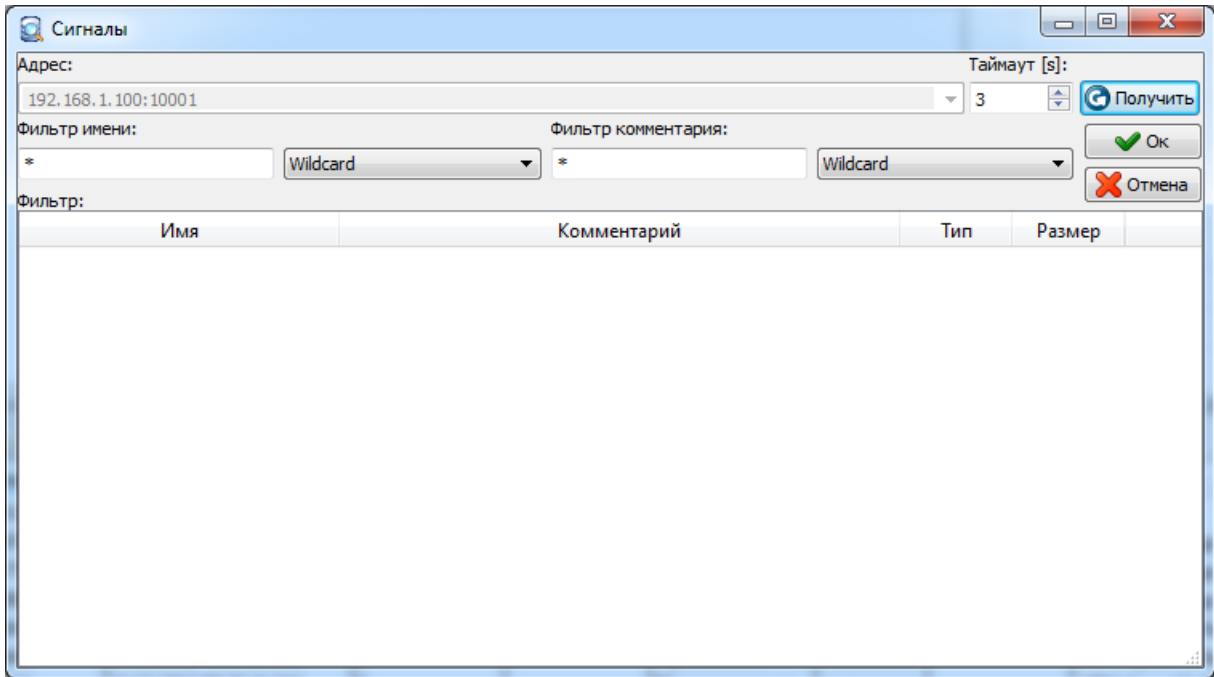 Сигналы
Адрес: Таймаут [s]:
192.168.1.100:10001 3 Получить
Фильтр имени: Фильтр комментария:
Ок
* Wildcard * Wildcard
Отмена
Фильтр:
Имя Комментарий Тип Размер